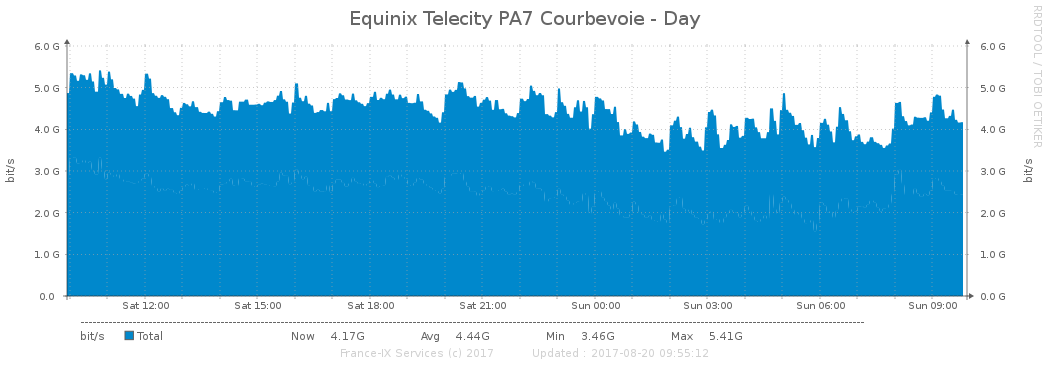 Equinix Telecity PA7 Courbevoie - Day
RRDTOOL / TOBI OETIKER
6.0 G 6.0 G
5.0 G 5.0 G
4.0 G 4.0 G
3.0 G 3.0 G
2.0 G 2.0 G
1.0 G 1.0 G
0.0 0.0 G
bit/s bit/s
Sat 12:00 Sat 15:00 Sat 18:00 Sat 21:00 Sun 00:00 Sun 03:00 Sun 06:00 Sun 09:00
bit/s Total Now 4.17G Avg 4.44G Min 3.46G Max 5.41G
France-IX Services (c) 2017 Updated : 2017-08-20 09:55:12